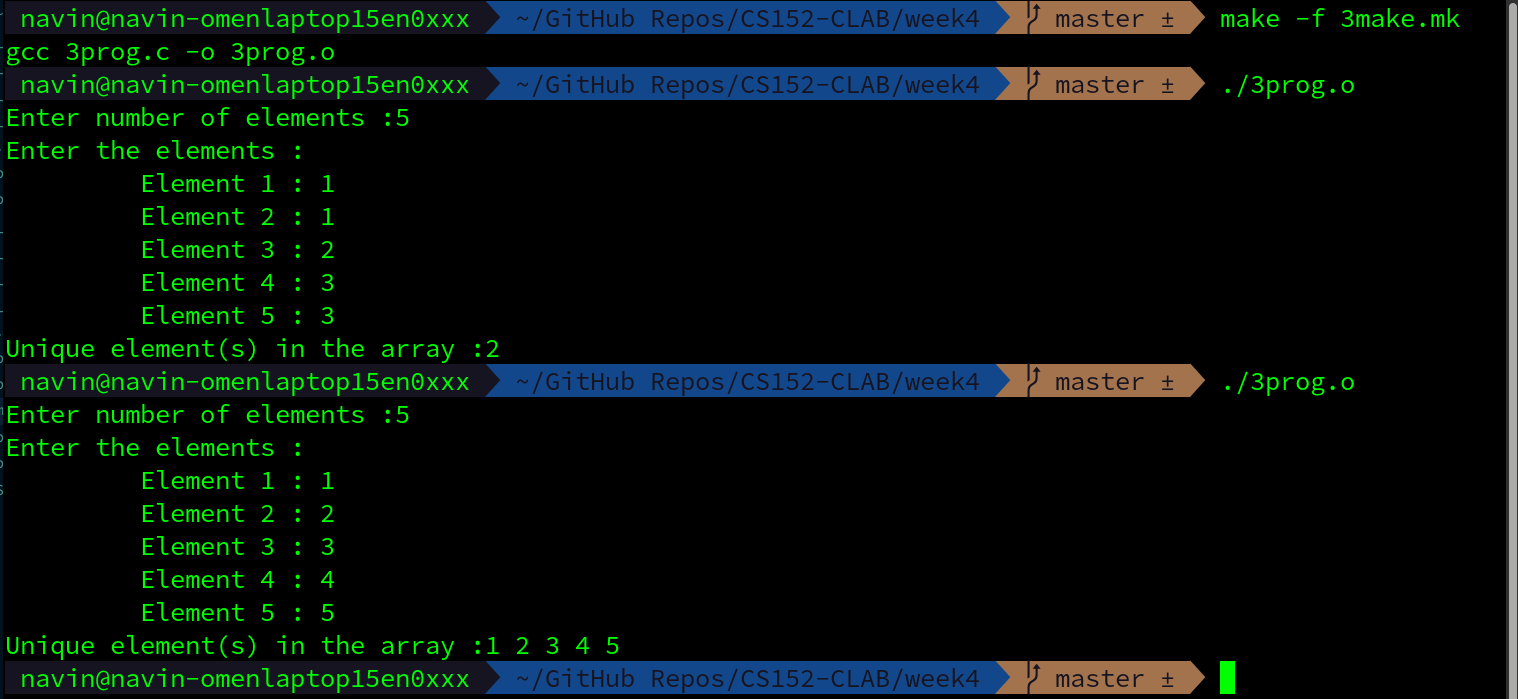 navin@navin-omenlaptop15en0xxx ~/GitHub Repos/CS152-CLAB/week4 master ± make -f 3make.mk
gcc 3prog.c -o 3prog.o
navin@navin-omenlaptop15en0xxx ~/GitHub Repos/CS152-CLAB/week4 master ± ./3prog.o
Enter number of elements :5
Enter the elements :
Element 1 : 1
Element 2 : 1
Element 3 : 2
Element 4 : 3
Element 5 : 3
Unique element(s) in the array :2
navin@navin-omenlaptop15en0xxx ~/GitHub Repos/CS152-CLAB/week4 master ± ./3prog.o
Enter number of elements :5
Enter the elements :
Element 1 : 1
Element 2 : 2
Element 3 : 3
Element 4 : 4
Element 5 : 5
Unique element(s) in the array :1 2 3 4 5
navin@navin-omenlaptop15en0xxx ~/GitHub Repos/CS152-CLAB/week4 master ±